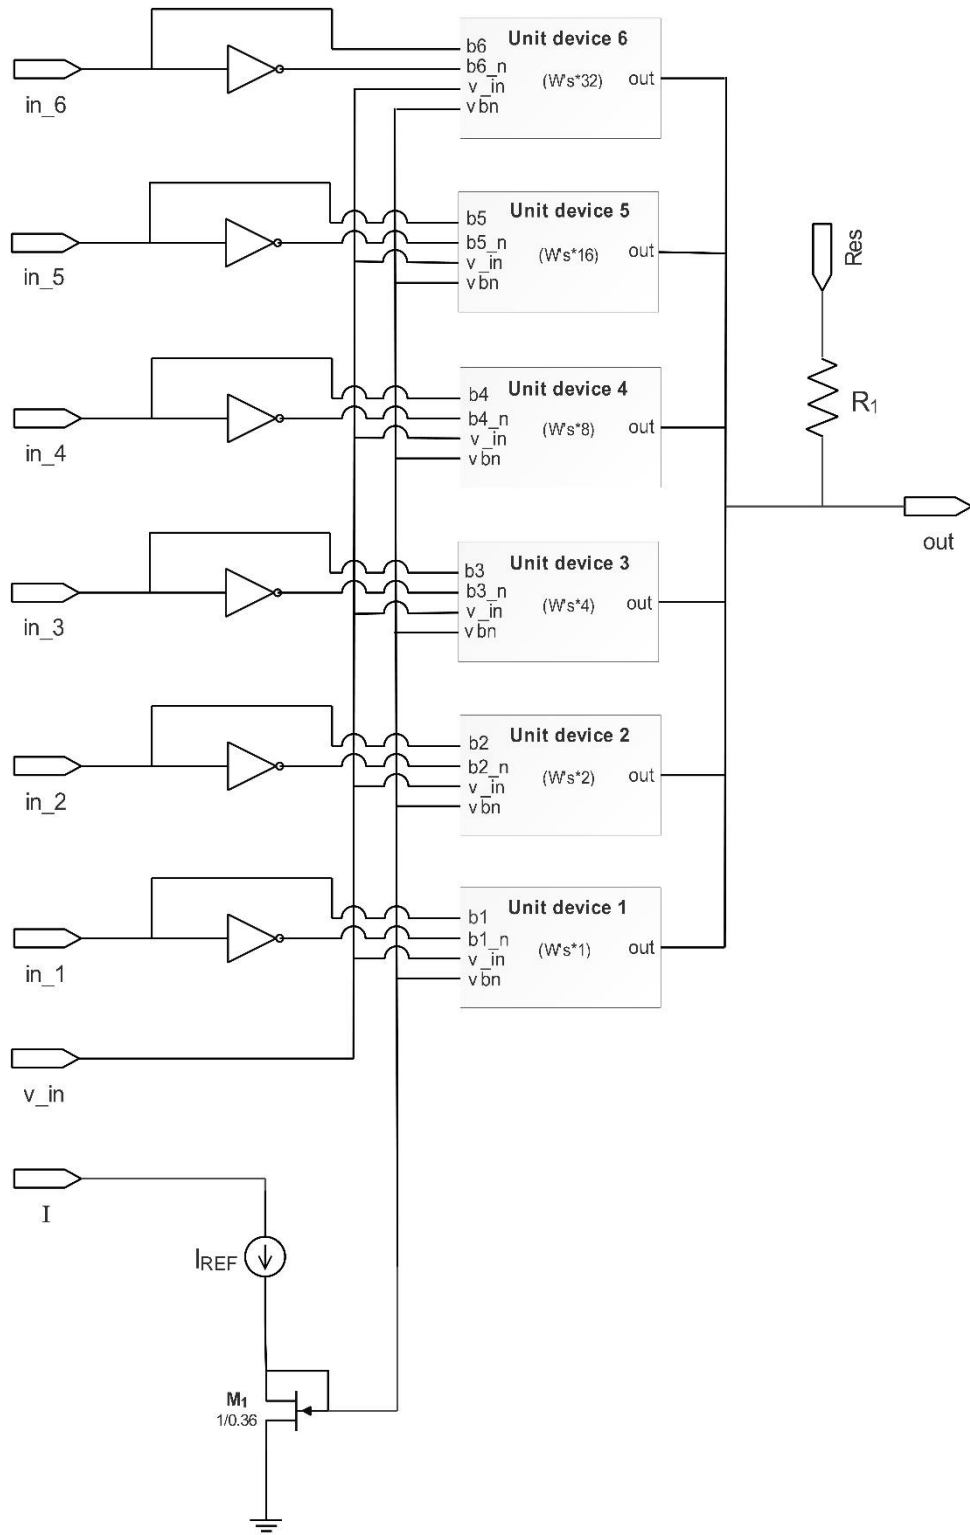 Unit device 6
b6
b6_n
(W's*32)
out
v_in
vbn
in_6
Unit device 5
b5
b5_n
(W's*16)
out
v_in
vbn
in_5
Res
Unit device 4
b4
b4_n
(W's*8)
out
v_in
vbn
in_4
R1
out
Unit device 3
b3
b3_n
(W's*4)
out
v_in
vbn
in_3
Unit device 2
b2
b2_n
(W's*2)
out
v_in
vbn
in_2
Unit device 1
b1
b1_n
(W's*1)
out
v_in
vbn
in_1
v_in
I
IREF
M1
1/0.36